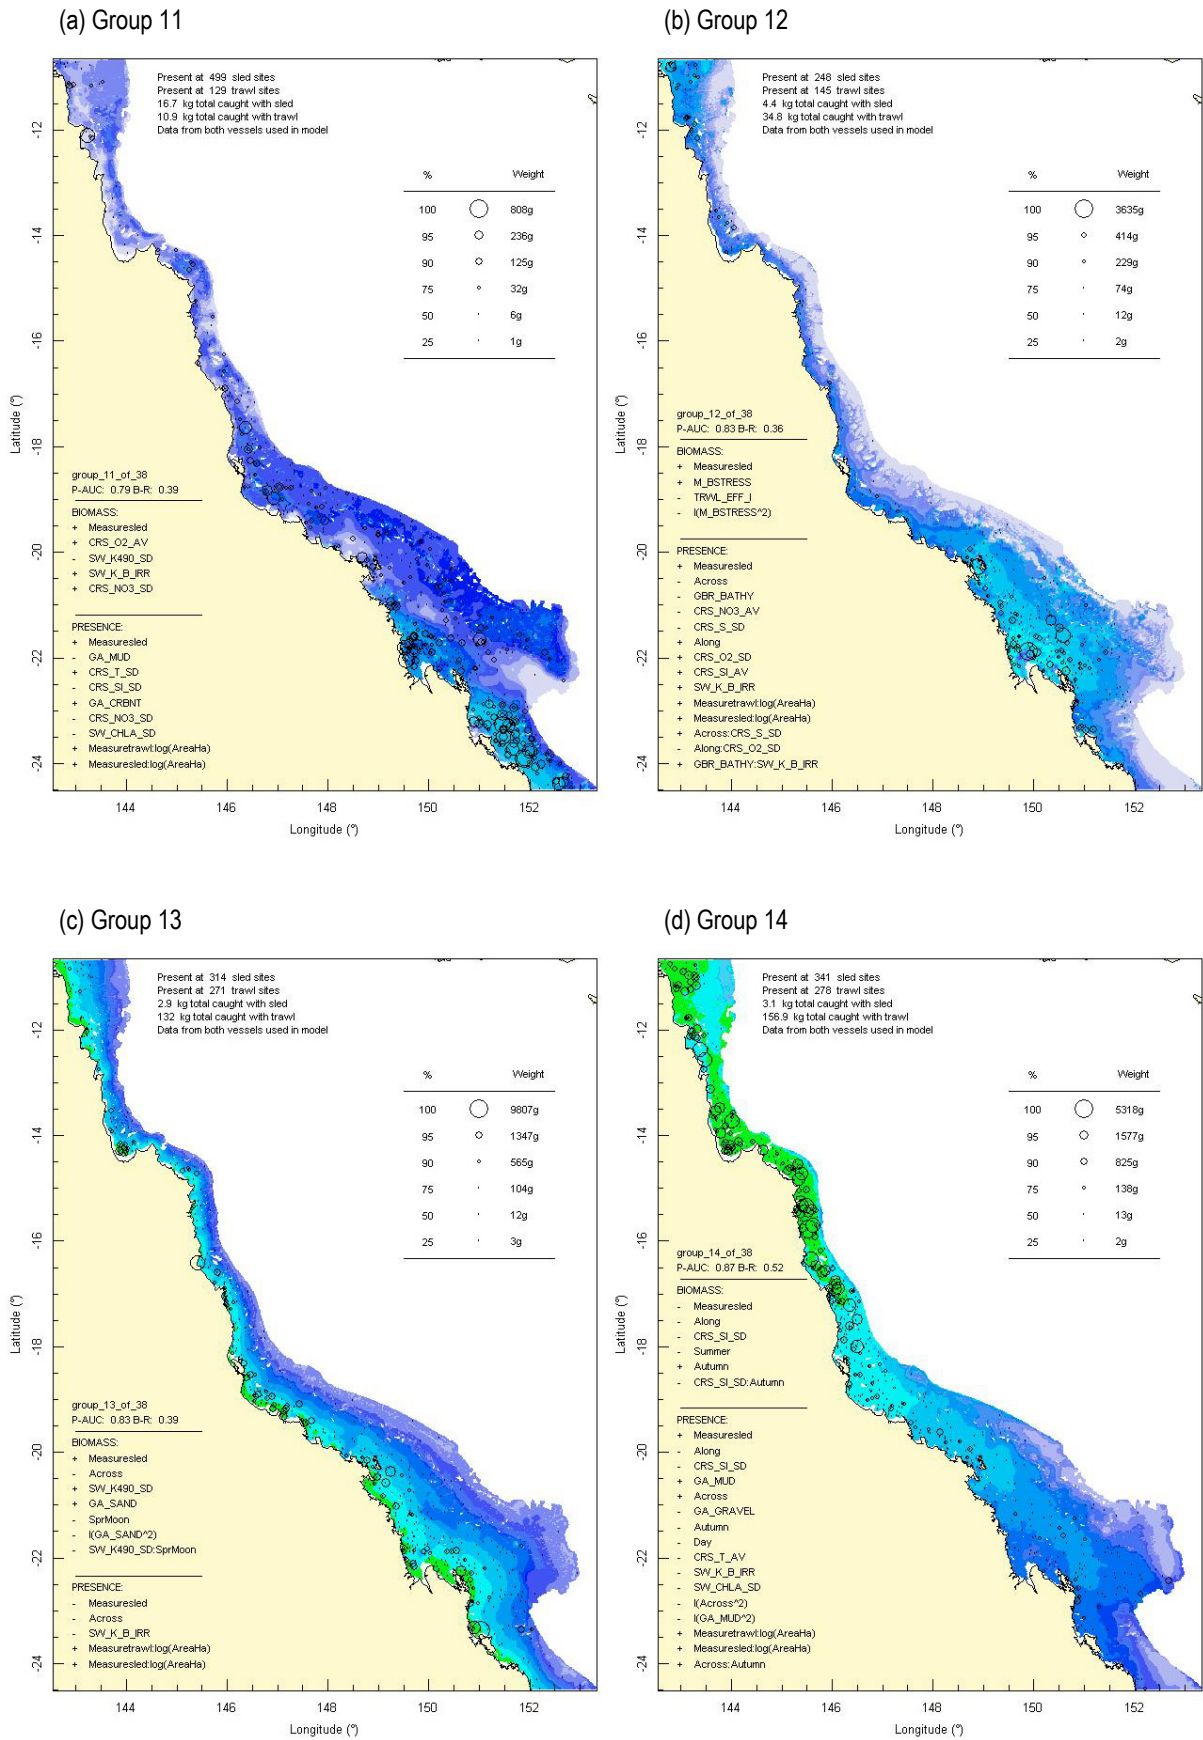 (a) Group 11
Present at 499 sled sites
Present at 129 trawl sites
16.7 kg total caught with sled
10.9 kg total caught with trawl
Data from both vessels used in model
% Weight
100 808g
95 236g
90 125g
75 32g
50 6g
25 1g
group_11_of_38
P-AUC: 0.79 B-R: 0.39
BIOMASS:
+ Measuresled
+ CRS_O2_AV
- SW_K490_SD
+ SW_K_B_IRR
+ CRS_NO3_SD
PRESENCE:
+ Measuresled
- GA_MUD
+ CRS_T_SD
- CRS_SI_SD
+ GA_CRBNT
- CRS_NO3_SD
- SW_CHLA_SD
+ Measuretrawl:log(AreaHa)
+ Measuresled:log(AreaHa)
Latitude (°)
-12
-14
-16
-18
-20
-22
-24
144 146 148 150 152
Longitude (°)
(b) Group 12
Present at 248 sled sites
Present at 145 trawl sites
4.4 kg total caught with sled
34.8 kg total caught with trawl
Data from both vessels used in model
% Weight
100 3635g
95 414g
90 229g
75 74g
50 12g
25 2g
group_12_of_38
P-AUC: 0.83 B-R: 0.36
BIOMASS:
+ Measuresled
+ M_BSTRESS
- TRWL_EFF_I
- I(M_BSTRESS^2)
PRESENCE:
+ Measuresled
- Across
- GBR_BATHY
- CRS_NO3_AV
- CRS_S_SD
+ Along
+ CRS_O2_SD
+ CRS_SI_AV
+ SW_K_B_IRR
+ Measuretrawl:log(AreaHa)
+ Measuresled:log(AreaHa)
+ Across:CRS_S_SD
- Along:CRS_O2_SD
+ GBR_BATHY:SW_K_B_IRR
Latitude (°)
-12
-14
-16
-18
-20
-22
-24
144 146 148 150 152
Longitude (°)
(c) Group 13
Present at 314 sled sites
Present at 271 trawl sites
2.9 kg total caught with sled
132 kg total caught with trawl
Data from both vessels used in model
% Weight
100 9807g
95 1347g
90 565g
75 104g
50 12g
25 3g
group_13_of_38
P-AUC: 0.83 B-R: 0.39
BIOMASS:
+ Measuresled
- Across
+ SW_K490_SD
+ GA_SAND
- SprMoon
- I(GA_SAND^2)
- SW_K490_SD:SprMoon
PRESENCE:
- Measuresled
- Across
- SW_K_B_IRR
+ Measuretrawl:log(AreaHa)
+ Measuresled:log(AreaHa)
Latitude (°)
-12
-14
-16
-18
-20
-22
-24
144 146 148 150 152
Longitude (°)
(d) Group 14
Present at 341 sled sites
Present at 278 trawl sites
3.1 kg total caught with sled
156.9 kg total caught with trawl
Data from both vessels used in model
% Weight
100 5318g
95 1577g
90 825g
75 138g
50 13g
25 2g
group_14_of_38
P-AUC: 0.87 B-R: 0.52
BIOMASS:
- Measuresled
- Along
- CRS_SI_SD
- Summer
+ Autumn
- CRS_SI_SD:Autumn
PRESENCE:
+ Measuresled
- Along
- CRS_SI_SD
+ GA_MUD
+ Across
- GA_GRAVEL
- Autumn
- Day
- CRS_T_AV
- SW_K_B_IRR
- SW_CHLA_SD
- I(Across^2)
- I(GA_MUD^2)
+ Measuretrawl:log(AreaHa)
+ Measuresled:log(AreaHa)
+ Across:Autumn
Latitude (°)
-12
-14
-16
-18
-20
-22
-24
144 146 148 150 152
Longitude (°)